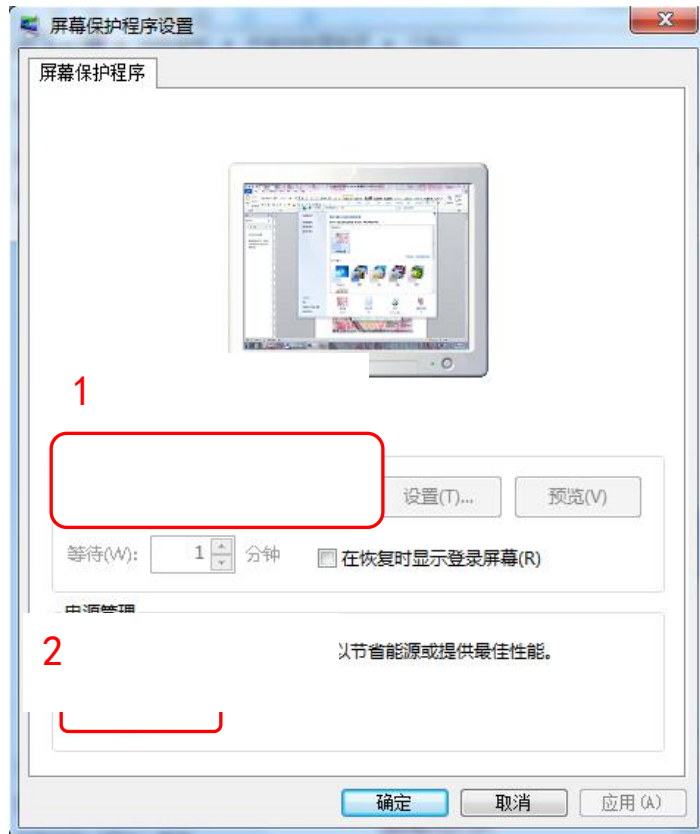 屏幕保护程序设置
屏幕保护程序
1
设置(T)... 预览(V)
等待(W): 1 分钟 在恢复时显示登录屏幕(R)
电源管理
2 以节省能源或提供最佳性能。
确定 取消 应用(A)